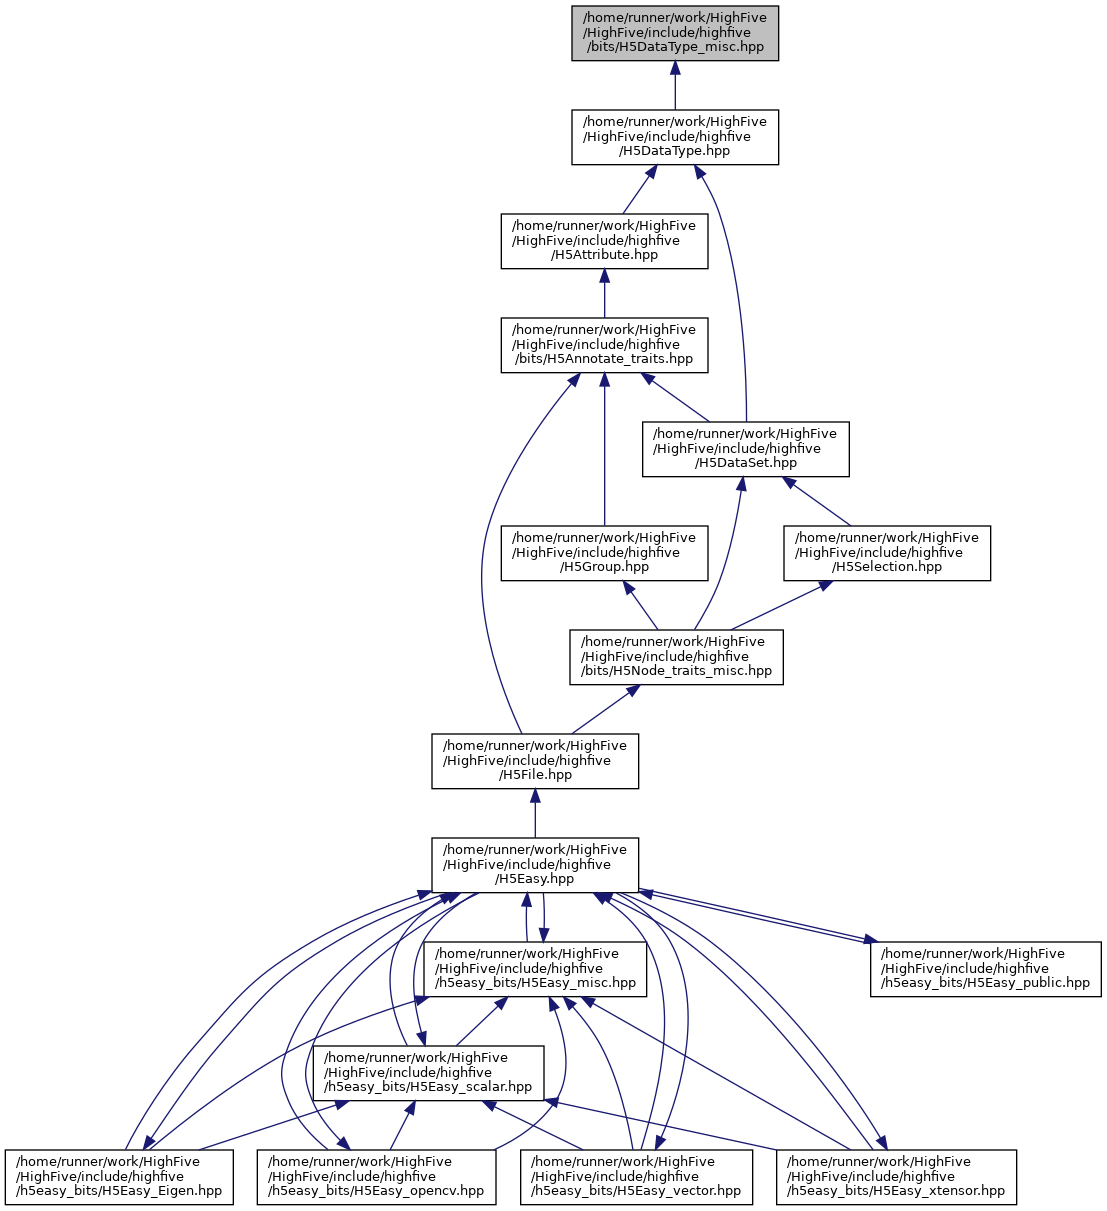 /home/runner/work/HighFive
/HighFive/include/highfive
/bits/H5DataType_misc.hpp
/home/runner/work/HighFive
/HighFive/include/highfive
/H5DataType.hpp
/home/runner/work/HighFive
/HighFive/include/highfive
/H5Attribute.hpp
/home/runner/work/HighFive
/HighFive/include/highfive
/bits/H5Annotate_traits.hpp
/home/runner/work/HighFive
/HighFive/include/highfive
/H5DataSet.hpp
/home/runner/work/HighFive
/HighFive/include/highfive
/H5Group.hpp
/home/runner/work/HighFive
/HighFive/include/highfive
/H5Selection.hpp
/home/runner/work/HighFive
/HighFive/include/highfive
/bits/H5Node_traits_misc.hpp
/home/runner/work/HighFive
/HighFive/include/highfive
/H5File.hpp
/home/runner/work/HighFive
/HighFive/include/highfive
/H5Easy.hpp
/home/runner/work/HighFive
/HighFive/include/highfive
/h5easy_bits/H5Easy_misc.hpp
/home/runner/work/HighFive
/HighFive/include/highfive
/h5easy_bits/H5Easy_public.hpp
/home/runner/work/HighFive
/HighFive/include/highfive
/h5easy_bits/H5Easy_scalar.hpp
/home/runner/work/HighFive
/HighFive/include/highfive
/h5easy_bits/H5Easy_Eigen.hpp
/home/runner/work/HighFive
/HighFive/include/highfive
/h5easy_bits/H5Easy_opencv.hpp
/home/runner/work/HighFive
/HighFive/include/highfive
/h5easy_bits/H5Easy_vector.hpp
/home/runner/work/HighFive
/HighFive/include/highfive
/h5easy_bits/H5Easy_xtensor.hpp